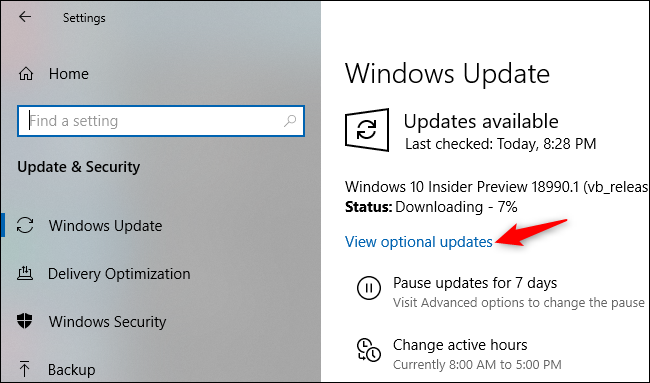 Settings
Home
Find a setting
Update & Security
Windows Update
Delivery Optimization
Windows Security
Backup
Windows Update
Updates available
Last checked: Today, 8:28 PM
Windows 10 Insider Preview 18990.1 (vb_releas
Status: Downloading - 7%
View optional updates
Pause updates for 7 days
Visit Advanced options to change the pause
Change active hours
Currently 8:00 AM to 5:00 PM